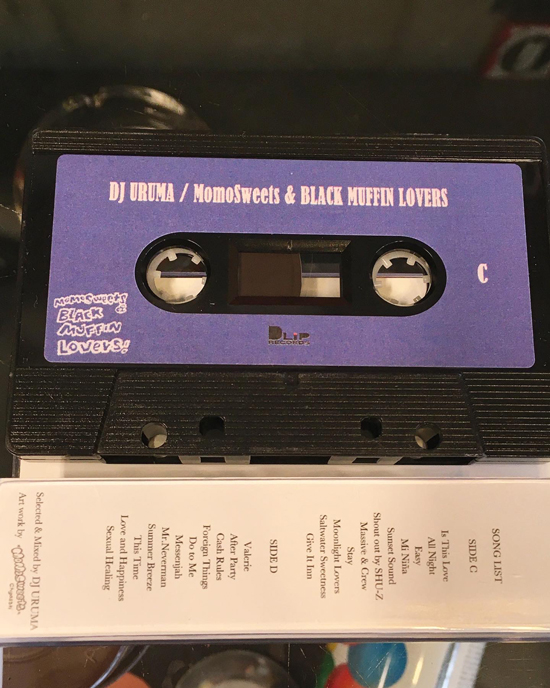 DJ URUMA / MomoSweets & BLACK MUFFIN LOVERS
C
MomoSweets &
BLACK
MUFFIN
LOVERS!
DLiP
RECORDS
SONG LIST
SIDE C
Is This Love
All Night
Easy
Mi Niña
Sunset Sound
Shout out by SHU-Z
Massive & Crew
Stay
Moonlight Lovers
Saltwater Sweetness
Give It Inn
SIDE D
Valerie
After Party
Cash Rules
Foreign Things
Do to Me
Messenjah
Mr.Neverman
Summer Breeze
This Time
Love and Happiness
Sexual Healing
Selected & Mixed by DJ URUMA
Art work by